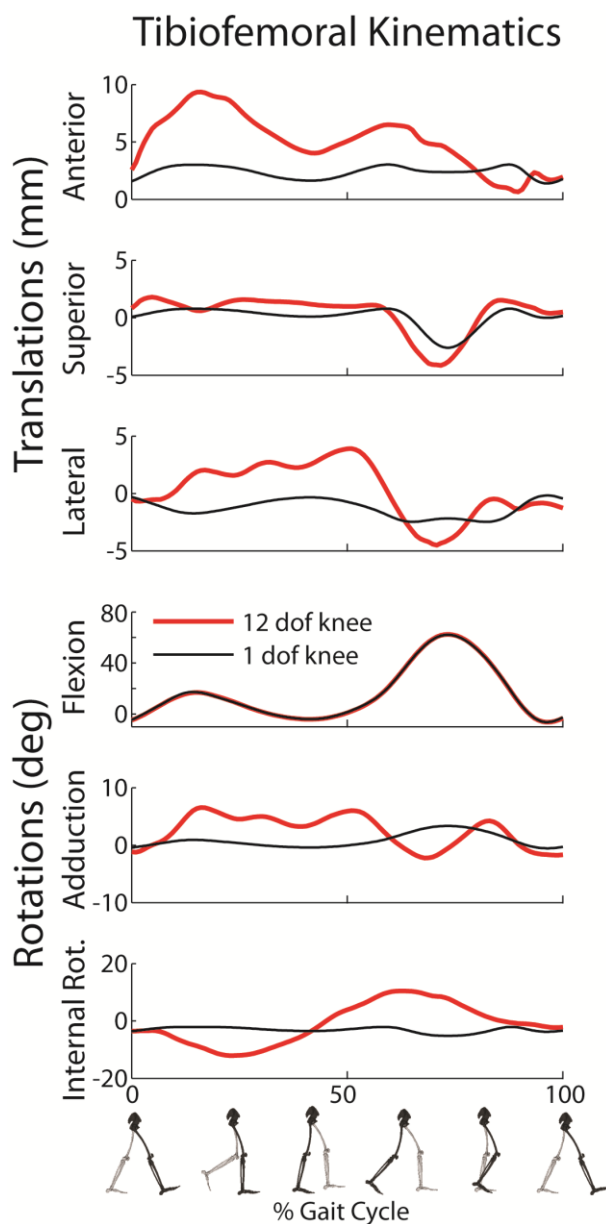 Tibiofemoral Kinematics
Translations (mm)
Anterior
10
5
0
Superior
5
0
-5
Lateral
5
0
-5
Rotations (deg)
Flexion
80
40
0
12 dof knee
1 dof knee
Adduction
10
0
-10
Internal Rot.
20
0
-20
0 50 100
% Gait Cycle